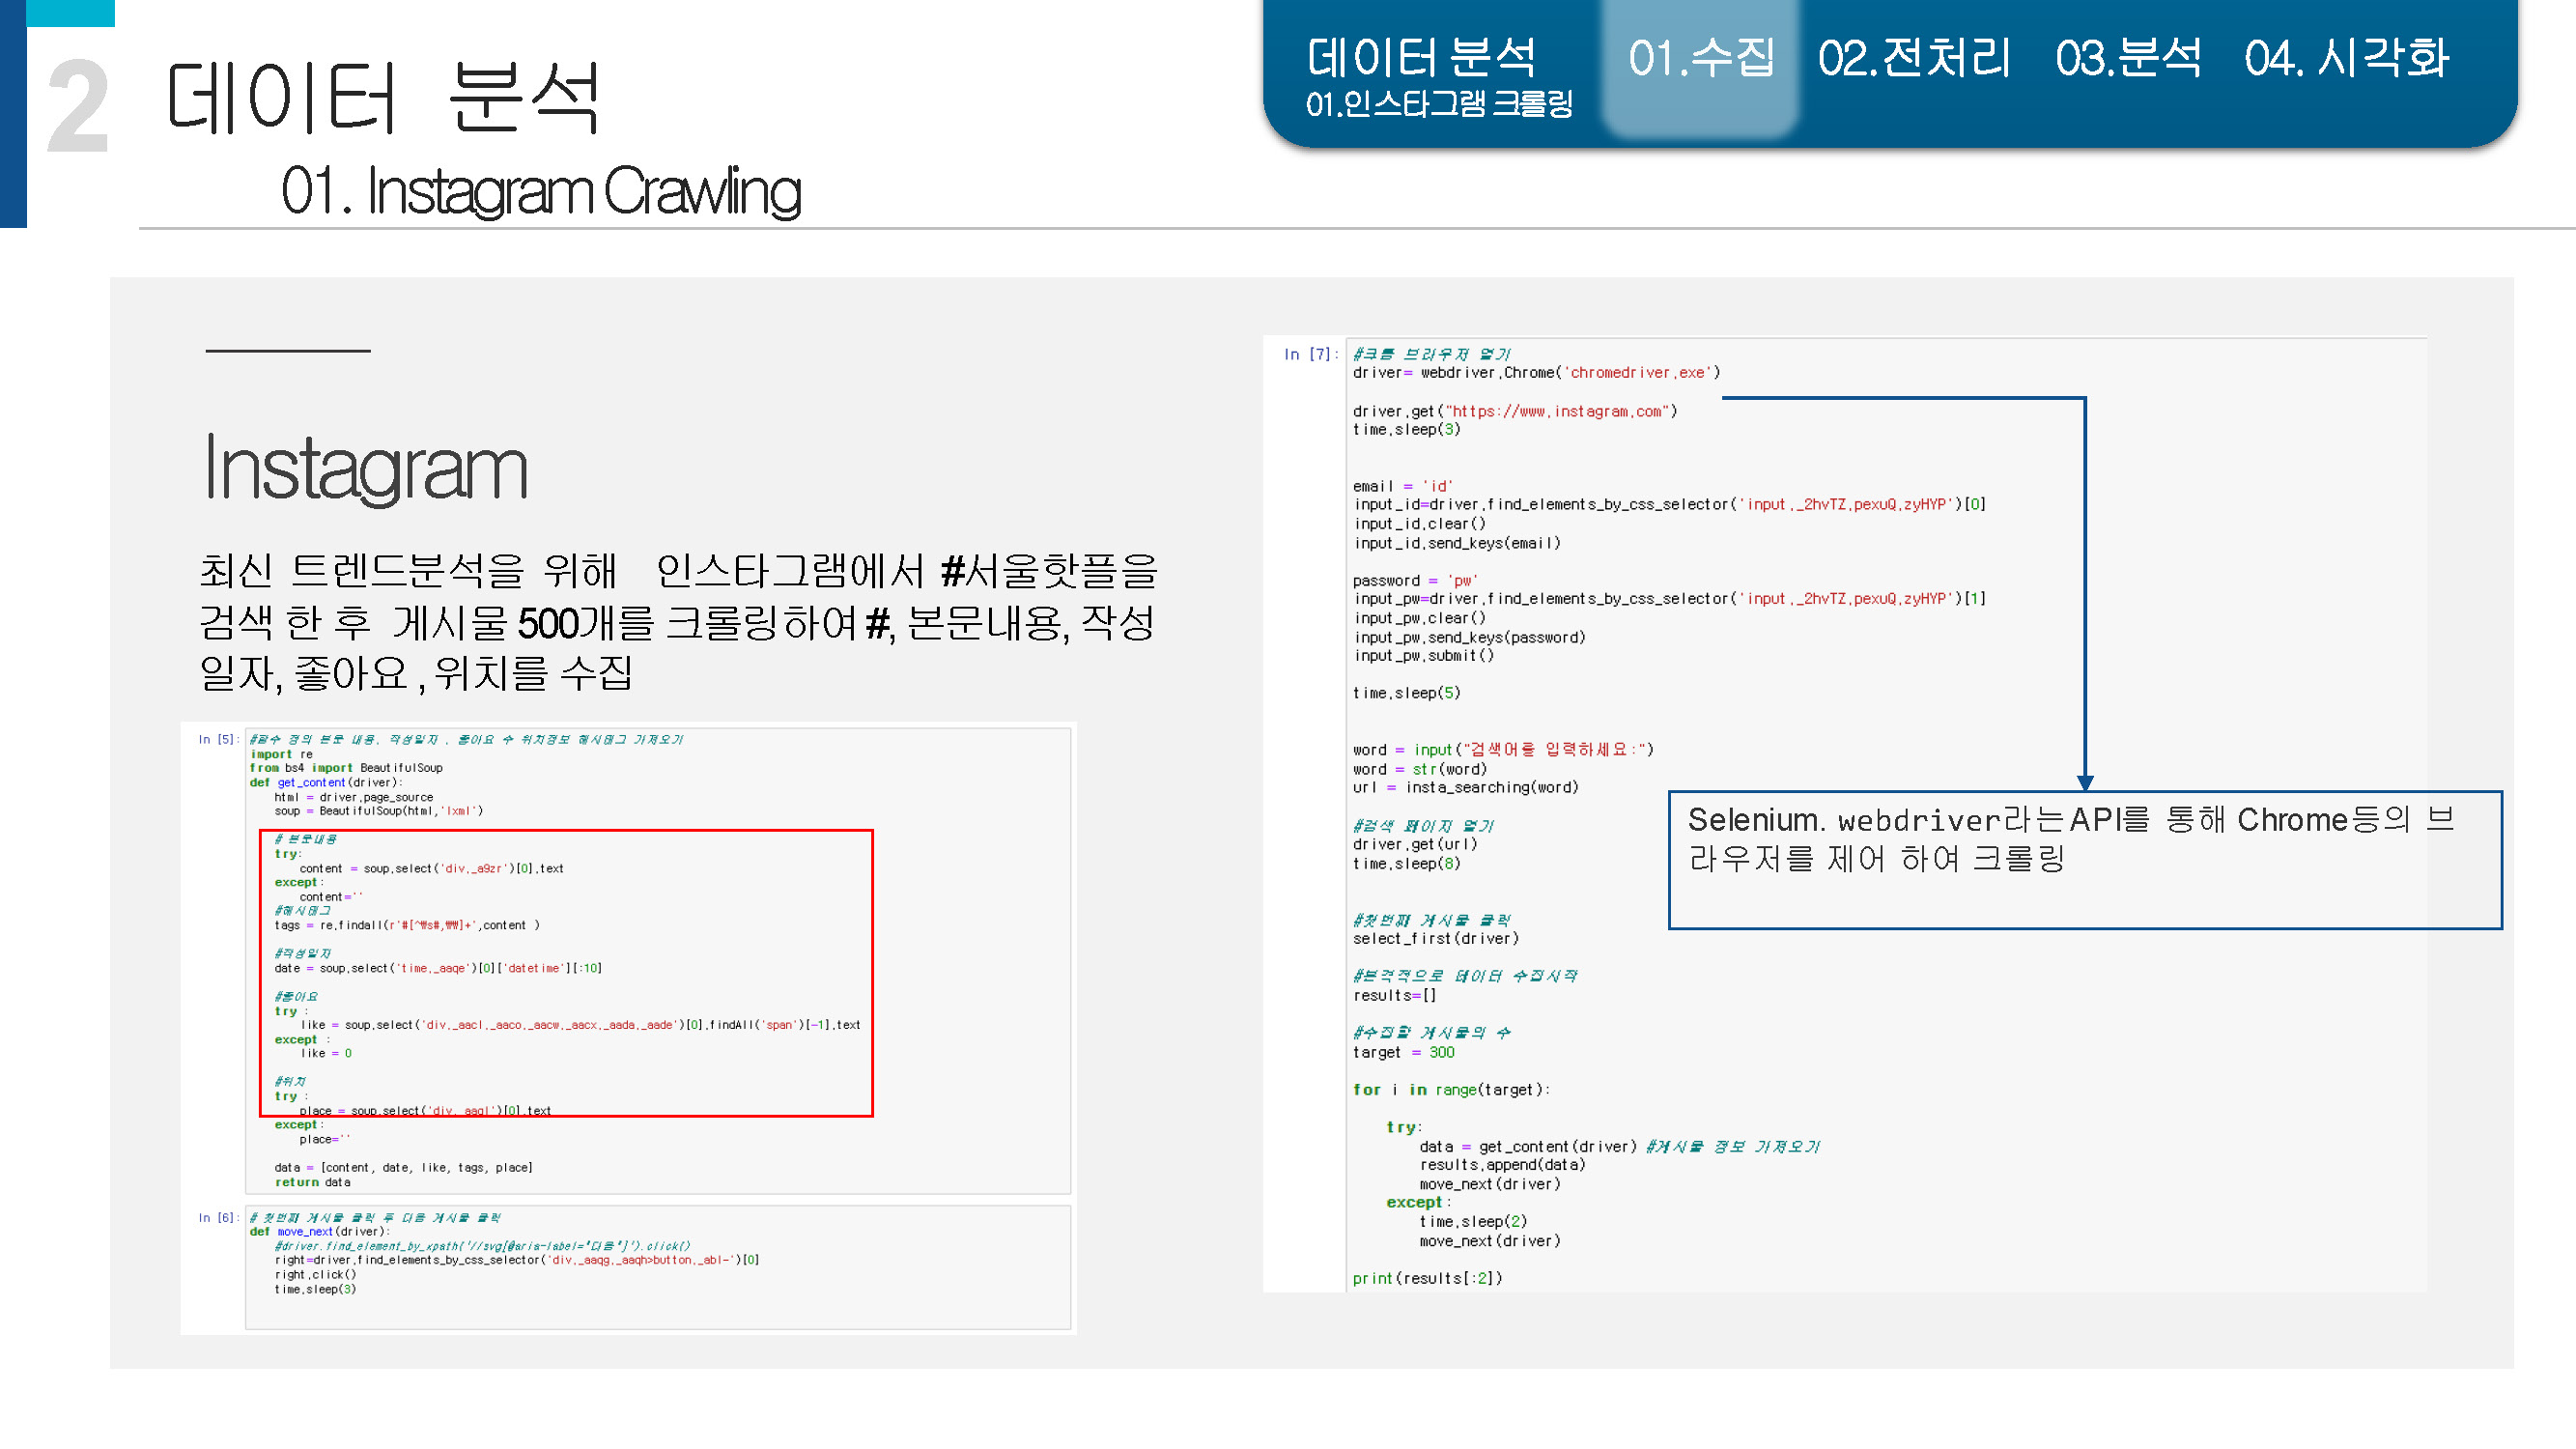 2
데이터 분석
01. Instagram Crawling
데이터 분석
01.인스타그램 크롤링
01.수집
02.전처리
03.분석
04. 시각화
Instagram
최신 트렌드분석을 위해 인스타그램에서 #서울핫플을
검색 한 후 게시물 500개를 크롤링하여 #, 본문내용, 작성
일자, 좋아요 , 위치를 수집
In [5]: #함수 정의 본문 내용, 작성일자 , 좋아요 수 위치정보 해시태그 가져오기
import re
from bs4 import BeautifulSoup
def get_content(driver):
html = driver.page_source
soup = BeautifulSoup(html,'lxml')
# 본문내용
try:
content = soup.select('div._a9zr')[0].text
except:
content=''
#해시태그
tags = re.findall(r'#[^₩s#,₩₩]+',content )
#작성일자
date = soup.select('time._aaqe')[0]['datetime'][:10]
#좋아요
try :
like = soup.select('div._aacl._aaco._aacw._aacx._aada._aade')[0].findAll('span')[-1].text
except :
like = 0
#위치
try :
place = soup.select('div._aaql')[0].text
except:
place=''
data = [content, date, like, tags, place]
return data
In [6]: # 첫번째 게시물 클릭 후 다음 게시물 클릭
def move_next(driver):
#driver.find_element_by_xpath('//svg[@aria-label="다음"]').click()
right=driver.find_elements_by_css_selector('div._aaqg._aaqh>button._abl-')[0]
right.click()
time.sleep(3)
In [7]: #크롬 브라우저 열기
driver= webdriver.Chrome('chromedriver.exe')
driver.get("https://www.instagram.com")
time.sleep(3)
email = 'id'
input_id=driver.find_elements_by_css_selector('input._2hvTZ.pexuQ.zyHYP')[0]
input_id.clear()
input_id.send_keys(email)
password = 'pw'
input_pw=driver.find_elements_by_css_selector('input._2hvTZ.pexuQ.zyHYP')[1]
input_pw.clear()
input_pw.send_keys(password)
input_pw.submit()
time.sleep(5)
word = input("검색어를 입력하세요:")
word = str(word)
url = insta_searching(word)
#검색 페이지 열기
driver.get(url)
time.sleep(8)
#첫번째 게시물 클릭
select_first(driver)
#본격적으로 데이터 수집시작
results=[]
#수집할 게시물의 수
target = 300
for i in range(target):
try:
data = get_content(driver) #게시물 정보 가져오기
results.append(data)
move_next(driver)
except:
time.sleep(2)
move_next(driver)
print(results[:2])
Selenium. webdriver라는API를 통해 Chrome등의 브
라우저를 제어 하여 크롤링